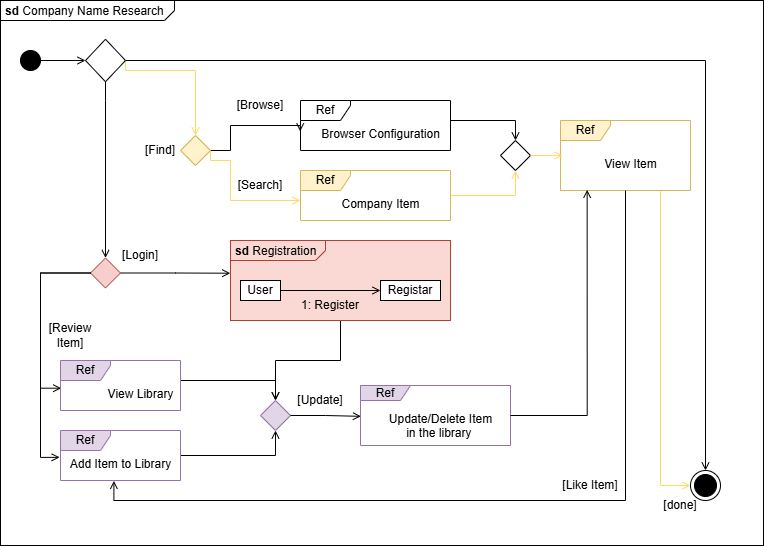 sd Company Name Research
[Browse]
Ref
Browser Configuration
Ref
View Item
[Find]
[Search]
Ref
Company Item
[Login]
sd Registration
User
Registar
1: Register
[Review
Item]
Ref
View Library
[Update]
Ref
Update/Delete Item
in the library
Ref
Add Item to Library
[Like Item]
[done]